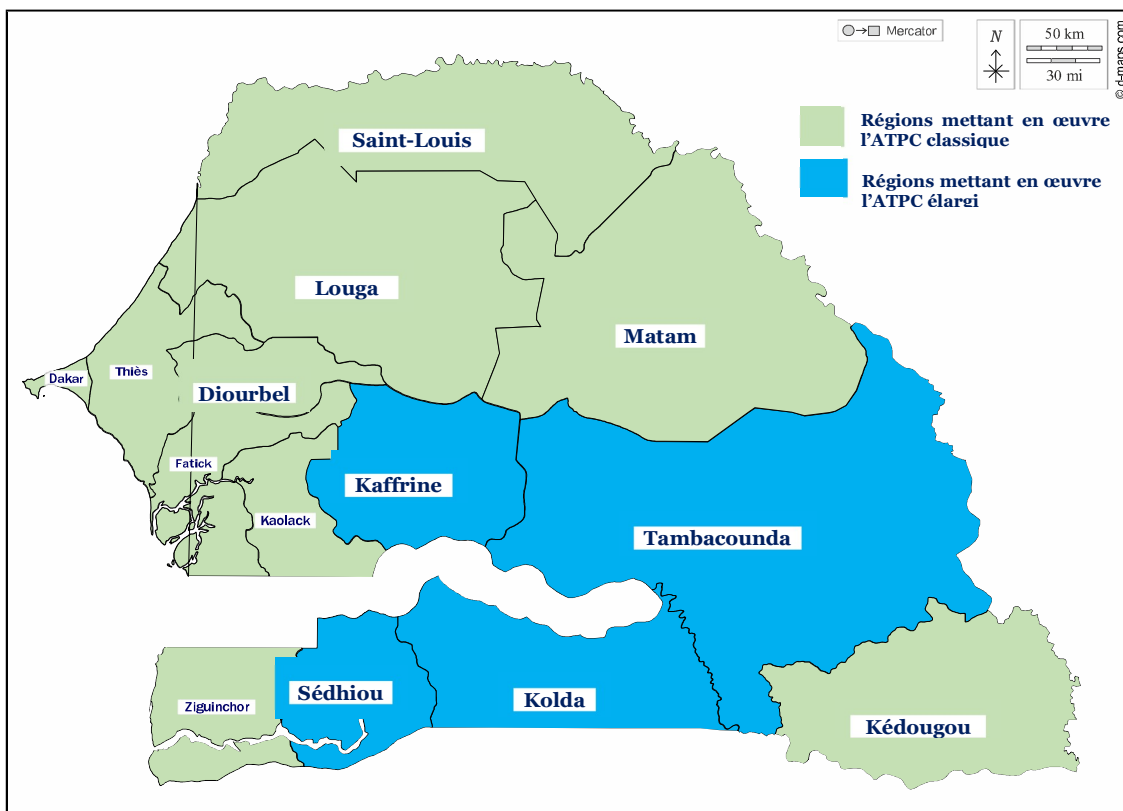 Mercator
N
50 km
30 mi
© d-maps.com
Régions mettant en œuvre
l'ATPC classique
Régions mettant en œuvre
l'ATPC élargi
Saint-Louis
Louga
Matam
Dakar
Thiès
Diourbel
Fatick
Kaffrine
Kaolack
Tambacounda
Sédhiou
Kolda
Ziguinchor
Kédougou